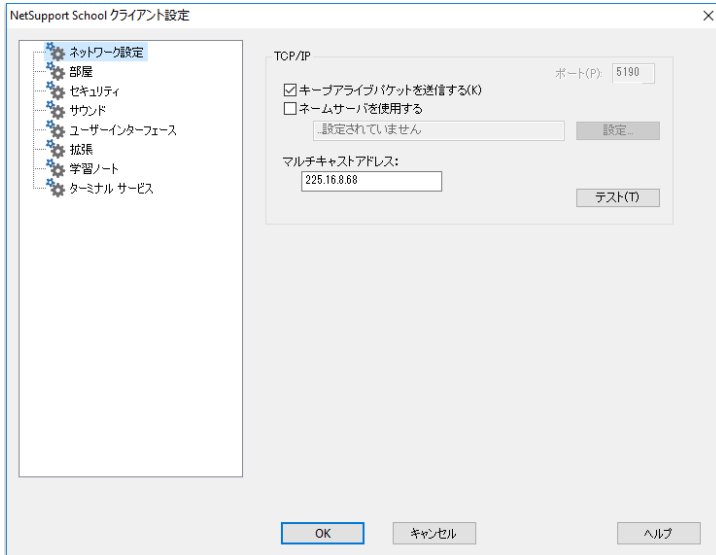 NetSupport School クライアント設定
ネットワーク設定
部屋
セキュリティ
サウンド
ユーザーインターフェース
拡張
学習ノート
ターミナル サービス
TCP/IP
ポート(P): 5190
キープアライブパケットを送信する(K)
ネームサーバを使用する
..設定されていません 設定...
マルチキャストアドレス:
225.16.8.68
テスト(T)
OK キャンセル ヘルプ